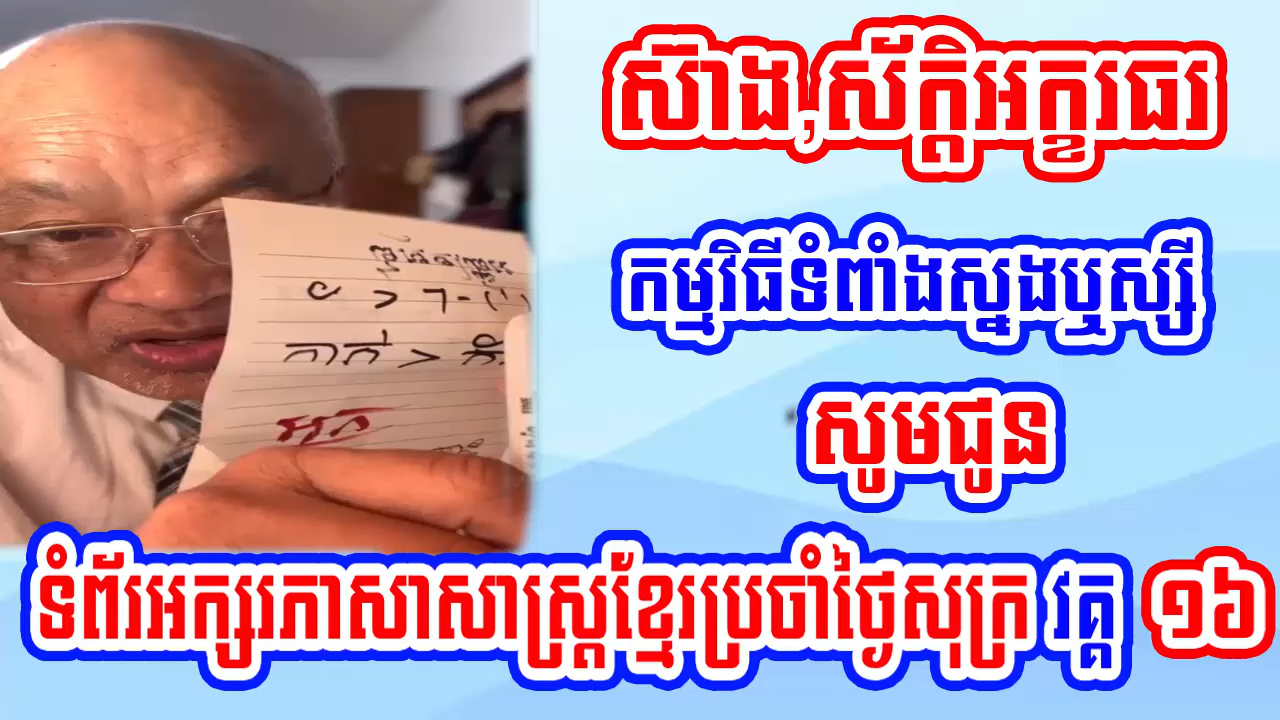 ស៊ាង,ស័ក្តិអក្ខរធរ
កម្មវិធីទំពាំងស្នងឬស្សី
សូមជូន
ទំព័រអក្សរភាសាសាស្ត្រខ្មែរប្រចាំថ្ងៃសុក្រ វគ្គ ១៦